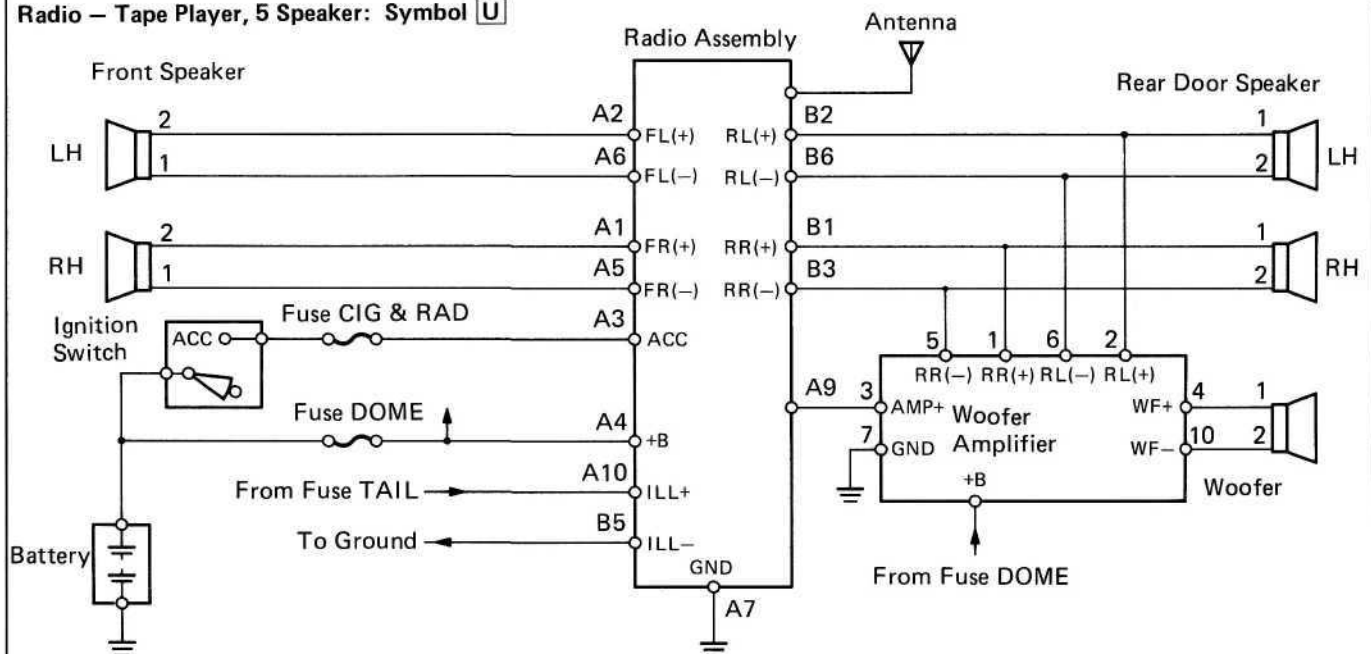 Radio – Tape Player, 5 Speaker: Symbol U
Antenna
Radio Assembly
Front Speaker
Rear Door Speaker
2 A2 FL(+) RL(+) B2 1
LH LH
1 A6 FL(−) RL(−) B6 2
2 A1 FR(+) RR(+) B1 1
RH RH
1 A5 FR(−) RR(−) B3 2
Ignition
Switch
Fuse CIG & RAD
ACC A3 ACC
5 1 6 2
RR(−) RR(+) RL(−) RL(+)
Fuse DOME
A9 3 AMP+ WF+ 4 1
Woofer
Amplifier
A4 +B
7 GND WF− 10 2
+B
Woofer
From Fuse TAIL A10 ILL+
To Ground B5 ILL−
Battery
GND
A7
From Fuse DOME